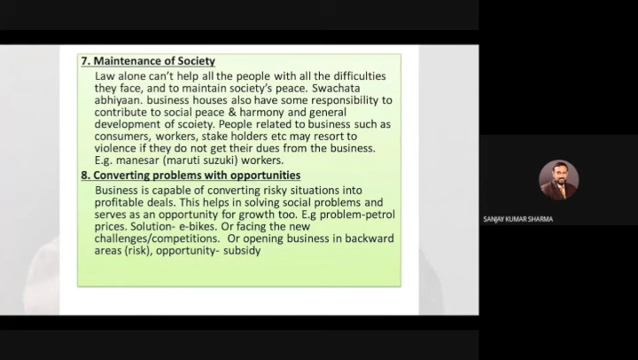 7. Maintenance of Society
Law alone can't help all the people with all the difficulties
they face, and to maintain society's peace. Swachata
abhiyaan. business houses also have some responsibility to
contribute to social peace & harmony and general
development of scoiety. People related to business such as
consumers, workers, stake holders etc may resort to
violence if they do not get their dues from the business.
E.g. manesar (maruti suzuki) workers.
8. Converting problems with opportunities
Business is capable of converting risky situations into
profitable deals. This helps in solving social problems and
serves as an opportunity for growth too. E.g problem-petrol
prices. Solution- e-bikes. Or facing the new
challenges/competitions. Or opening business in backward
areas (risk), opportunity- subsidy
SANJAY KUMAR SHARMA